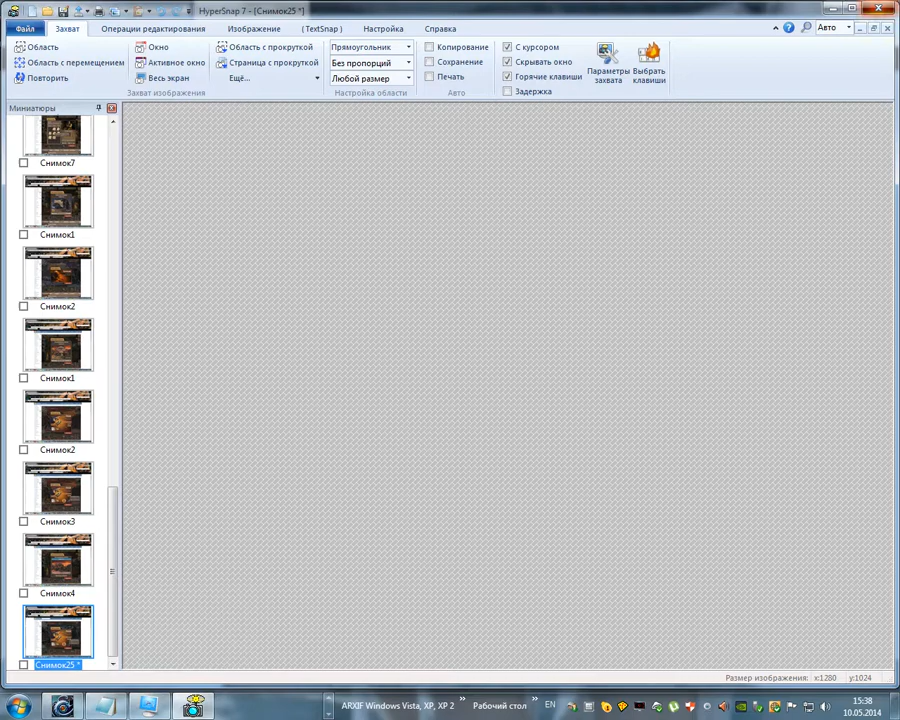 HyperSnap 7 - [Снимок25 *]
Файл Захват Операции редактирования Изображение ( TextSnap ) Настройка Справка Авто
Область
Область с перемещением
Повторить
Окно
Активное окно
Весь экран
Область с прокруткой
Страница с прокруткой
Ещё...
Захват изображения
Прямоугольник
Без пропорций
Любой размер
Настройка области
Копирование
Сохранение
Печать
Авто
С курсором
Скрывать окно
Горячие клавиши
Задержка
Параметры захвата
Выбрать клавиши
Миниатюры
Снимок7
Снимок1
Снимок2
Снимок1
Снимок2
Снимок3
Снимок4
Снимок25 *
Размер изображения: x:1280 y:1024
ARXIF Windows Vista, XP, XP 2 » Рабочий стол » EN
15:38
10.05.2014